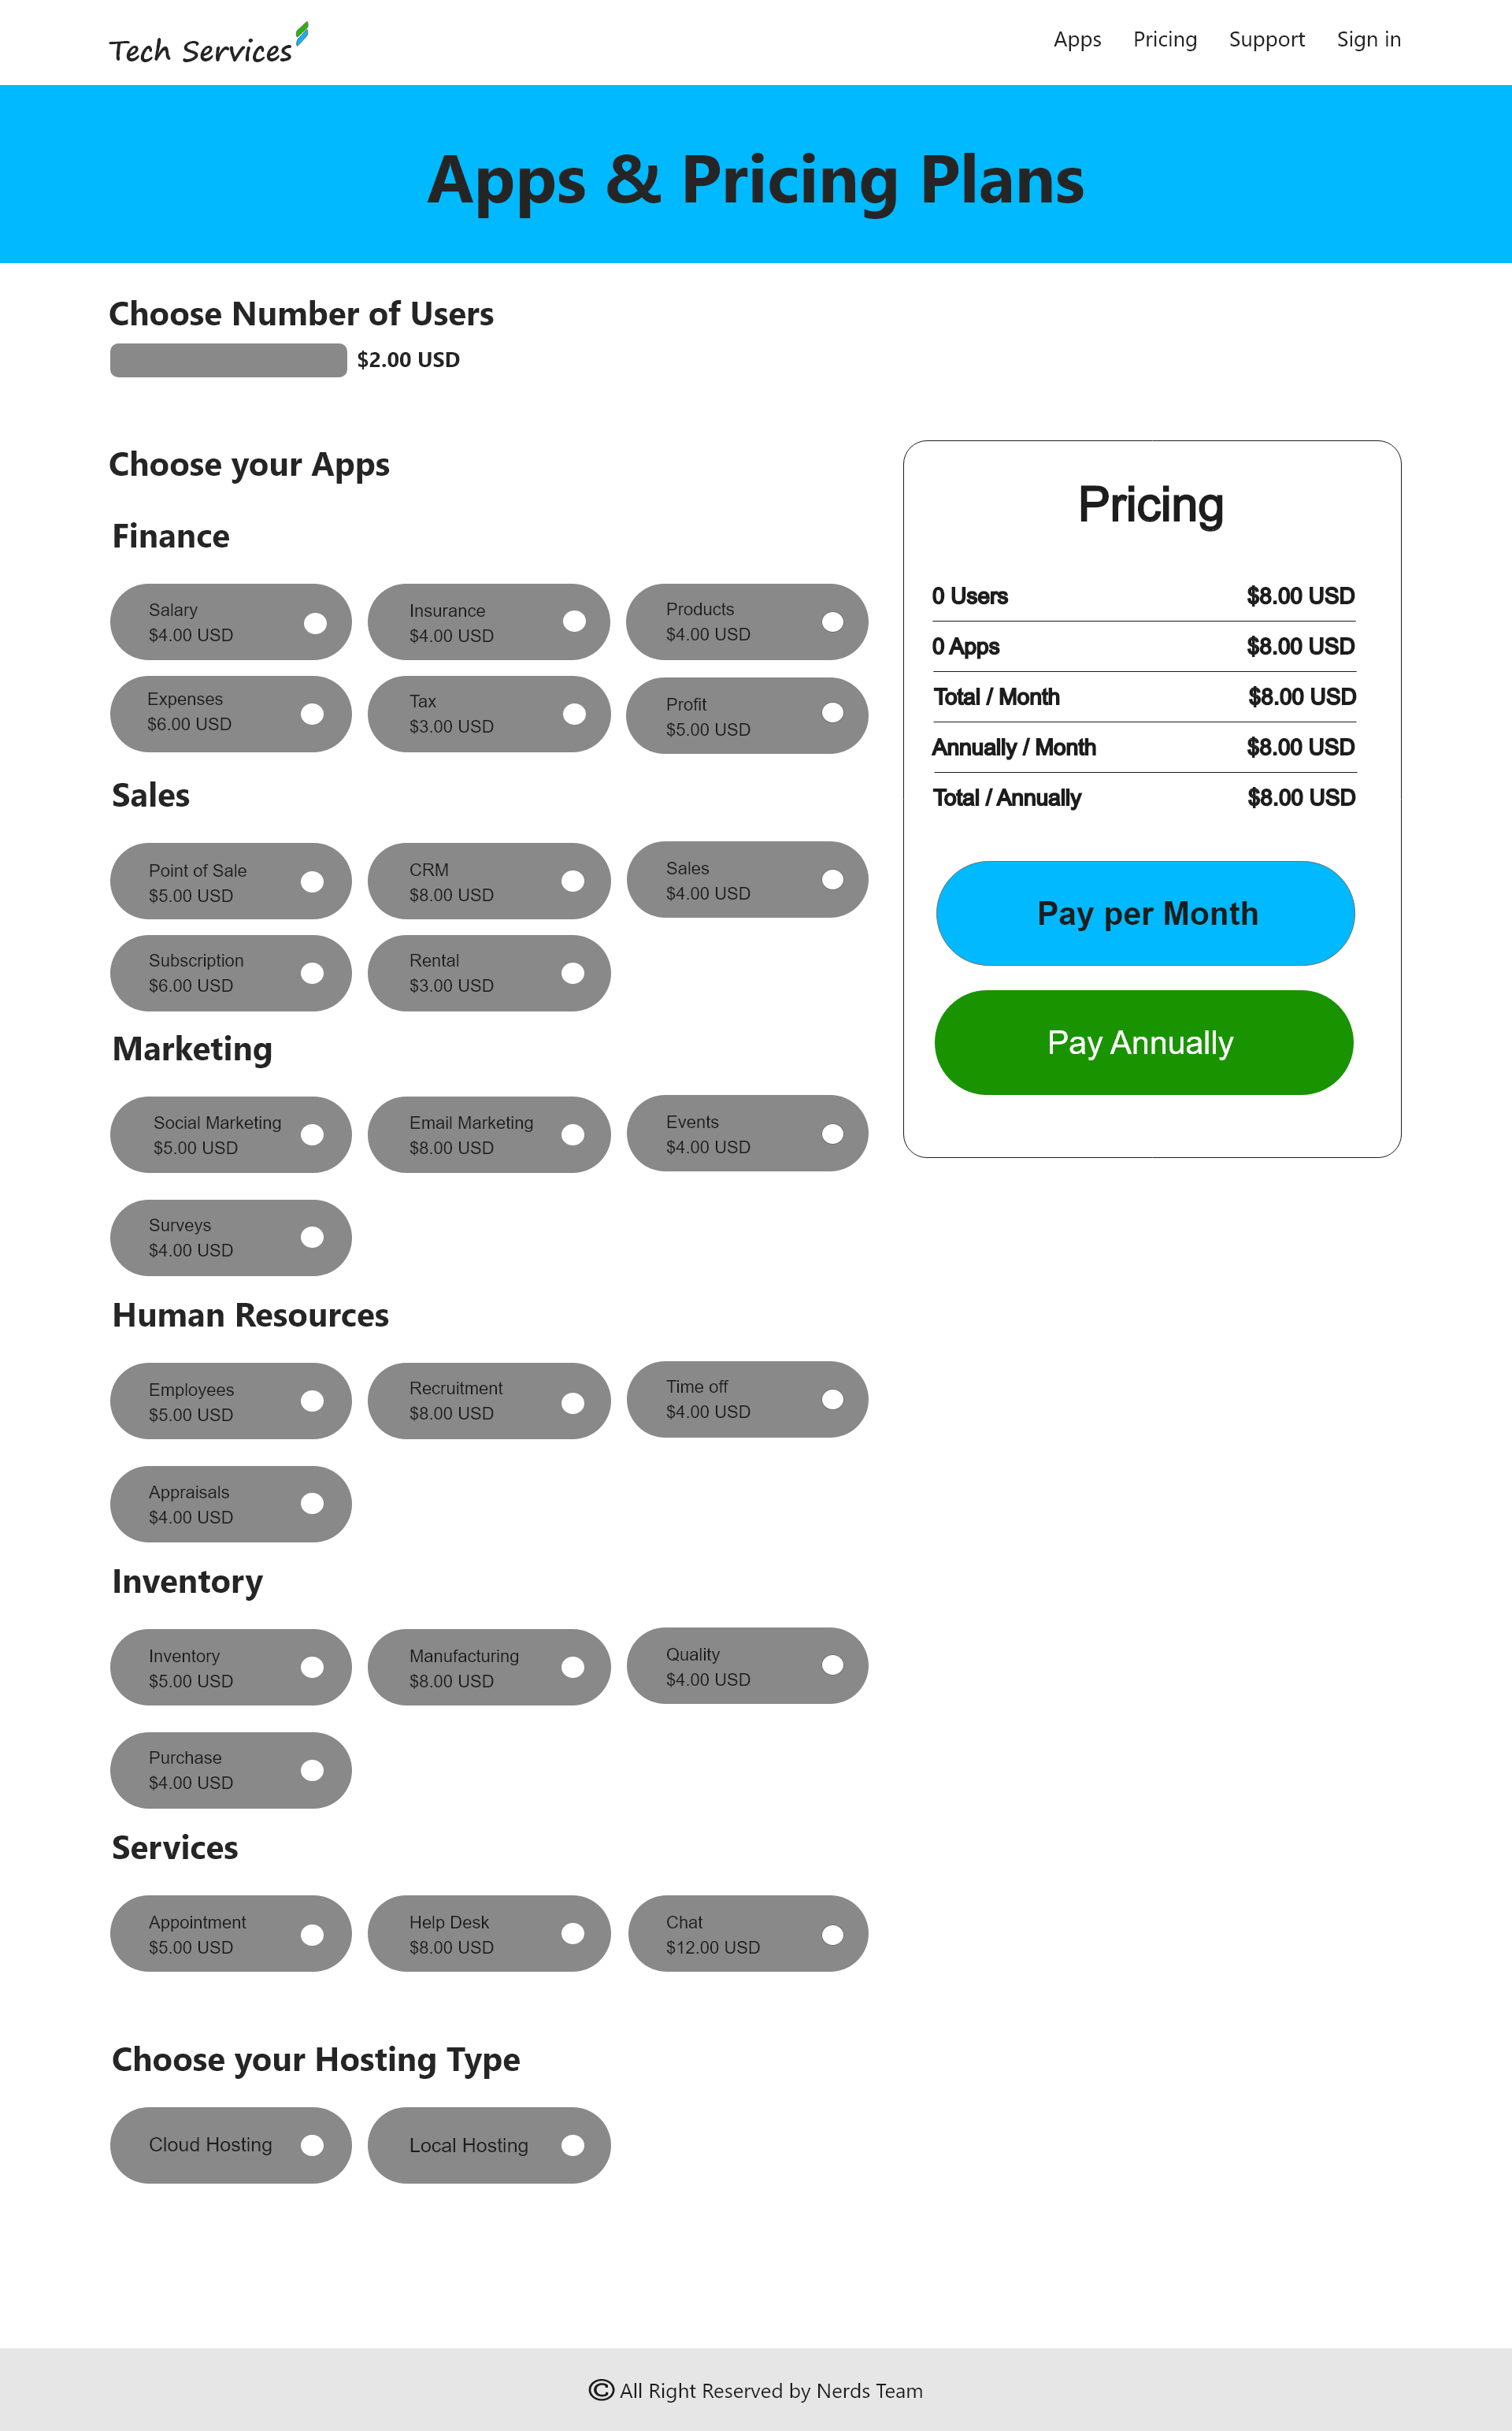 Tech Services
Apps Pricing Support Sign in
Apps & Pricing Plans
Choose Number of Users
$2.00 USD
Choose your Apps
Finance
Salary
$4.00 USD
Insurance
$4.00 USD
Products
$4.00 USD
Expenses
$6.00 USD
Tax
$3.00 USD
Profit
$5.00 USD
Sales
Point of Sale
$5.00 USD
CRM
$8.00 USD
Sales
$4.00 USD
Subscription
$6.00 USD
Rental
$3.00 USD
Marketing
Social Marketing
$5.00 USD
Email Marketing
$8.00 USD
Events
$4.00 USD
Surveys
$4.00 USD
Human Resources
Employees
$5.00 USD
Recruitment
$8.00 USD
Time off
$4.00 USD
Appraisals
$4.00 USD
Inventory
Inventory
$5.00 USD
Manufacturing
$8.00 USD
Quality
$4.00 USD
Purchase
$4.00 USD
Services
Appointment
$5.00 USD
Help Desk
$8.00 USD
Chat
$12.00 USD
Choose your Hosting Type
Cloud Hosting
Local Hosting
Pricing
0 Users $8.00 USD
0 Apps $8.00 USD
Total / Month $8.00 USD
Annually / Month $8.00 USD
Total / Annually $8.00 USD
Pay per Month
Pay Annually
© All Right Reserved by Nerds Team